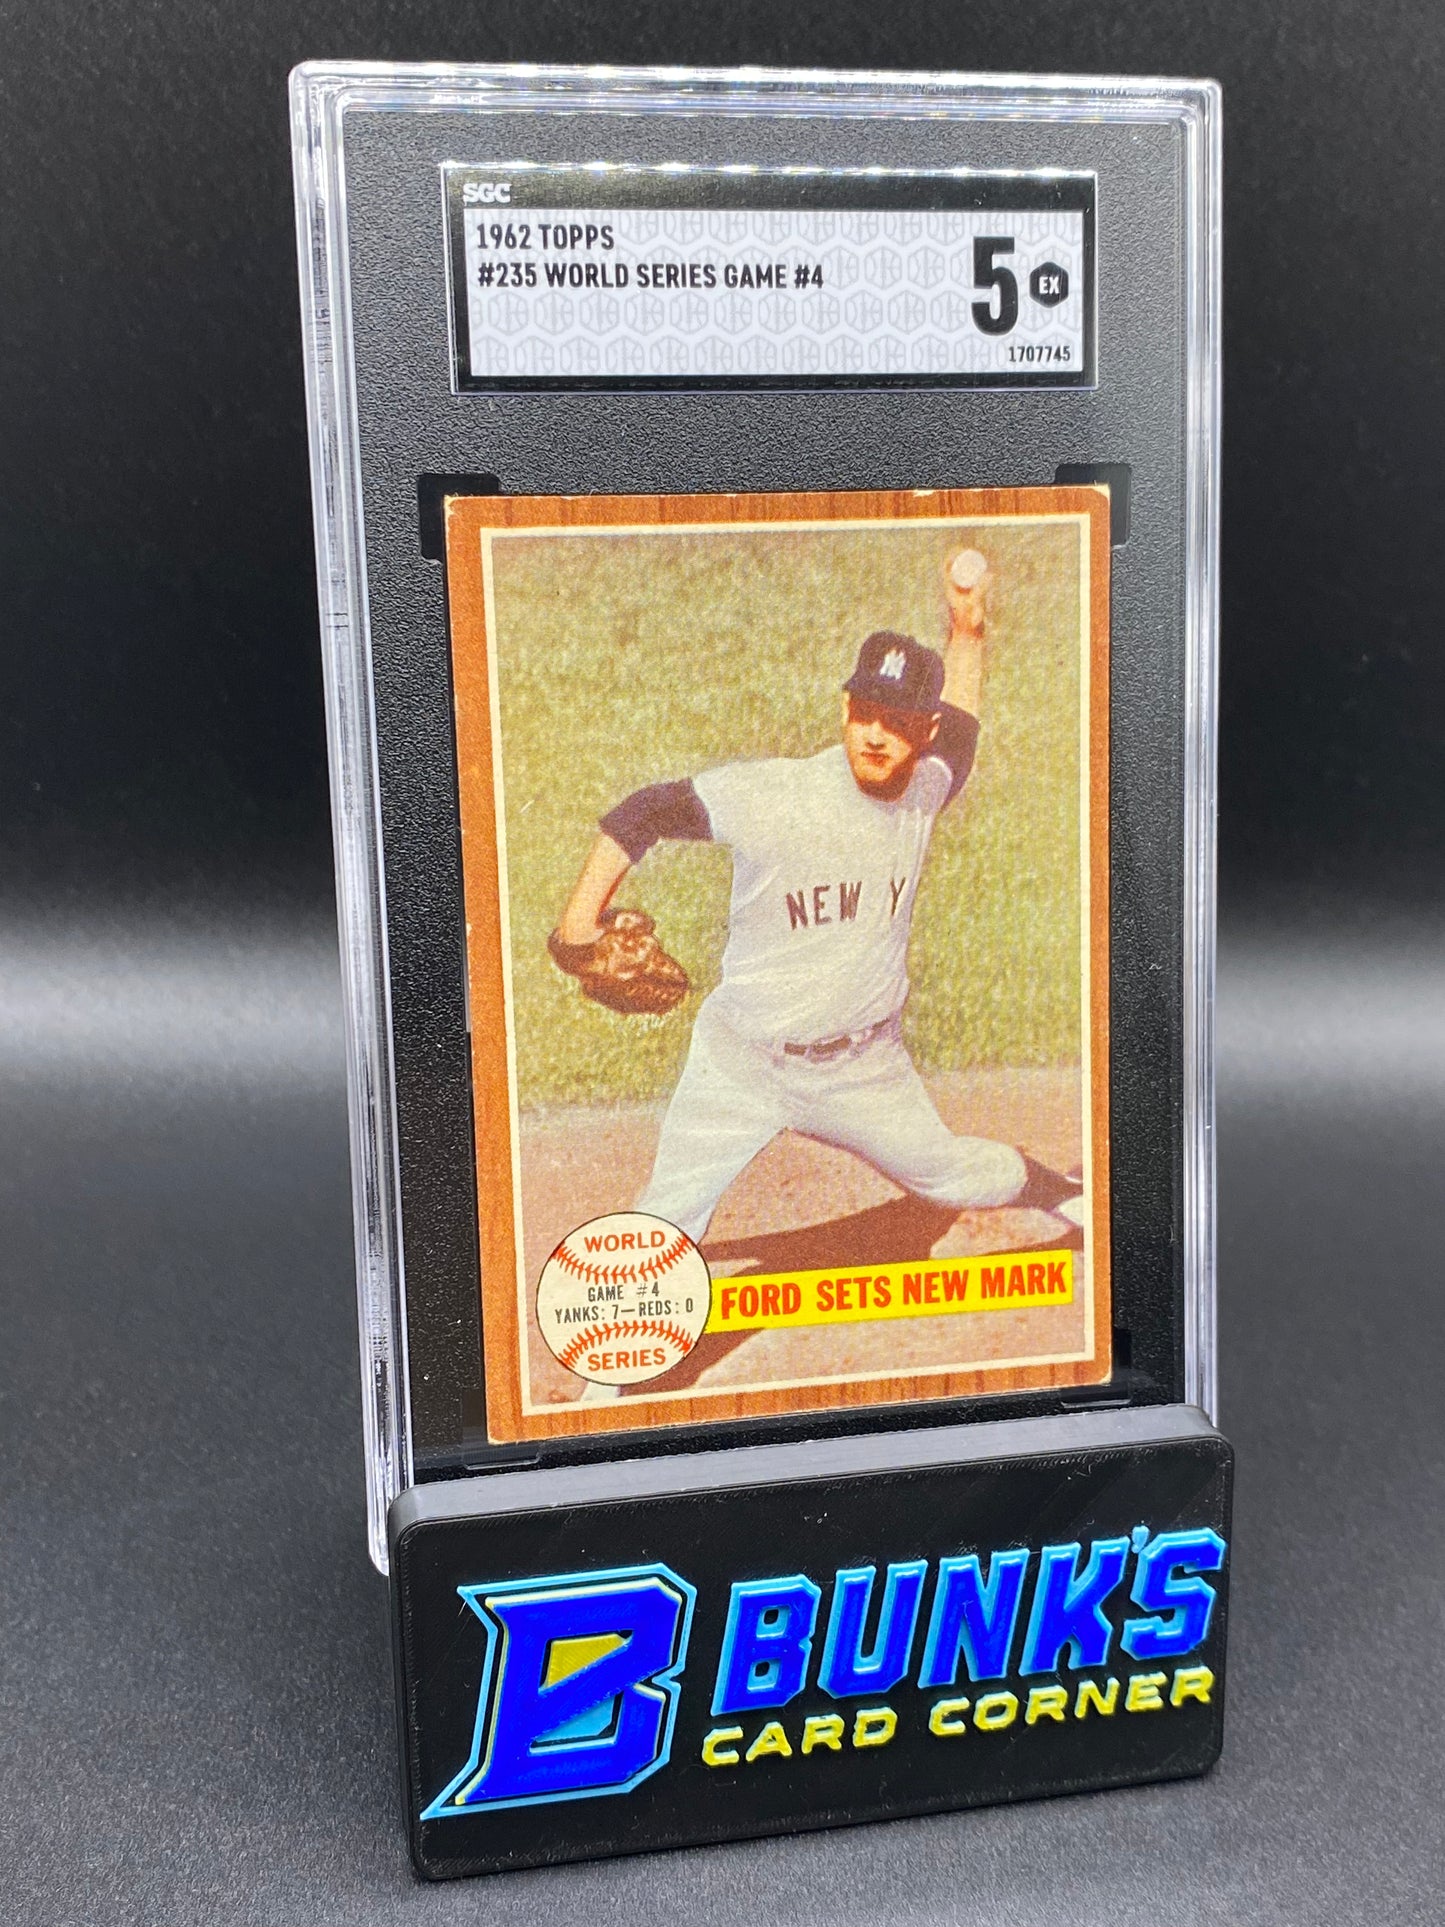 SGC
1962 TOPPS
#235 WORLD SERIES GAME #4
5 EX
1707745
NEW Y
WORLD
GAME #4
YANKS: 7–REDS: 0
SERIES
FORD SETS NEW MARK
B BUNK'S
CARD CORNER